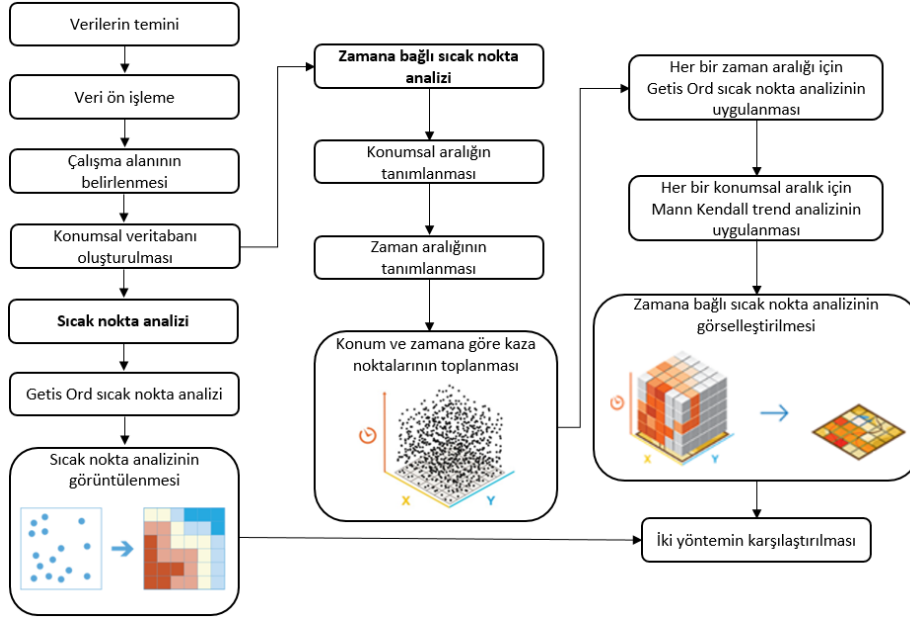 Verilerin temini
Veri ön işleme
Çalışma alanının
belirlenmesi
Konumsal veritabanı
oluşturulması
Sıcak nokta analizi
Getis Ord sıcak nokta analizi
Sıcak nokta analizinin
görüntülenmesi
Zamana bağlı sıcak nokta
analizi
Konumsal aralığın
tanımlanması
Zaman aralığının
tanımlanması
Konum ve zamana göre kaza
noktalarının toplanması
X
Y
Her bir zaman aralığı için
Getis Ord sıcak nokta analizinin
uygulanması
Her bir konumsal aralık için
Mann Kendall trend analizinin
uygulanması
Zamana bağlı sıcak nokta analizinin
görselleştirilmesi
X
Y
İki yöntemin karşılaştırılması